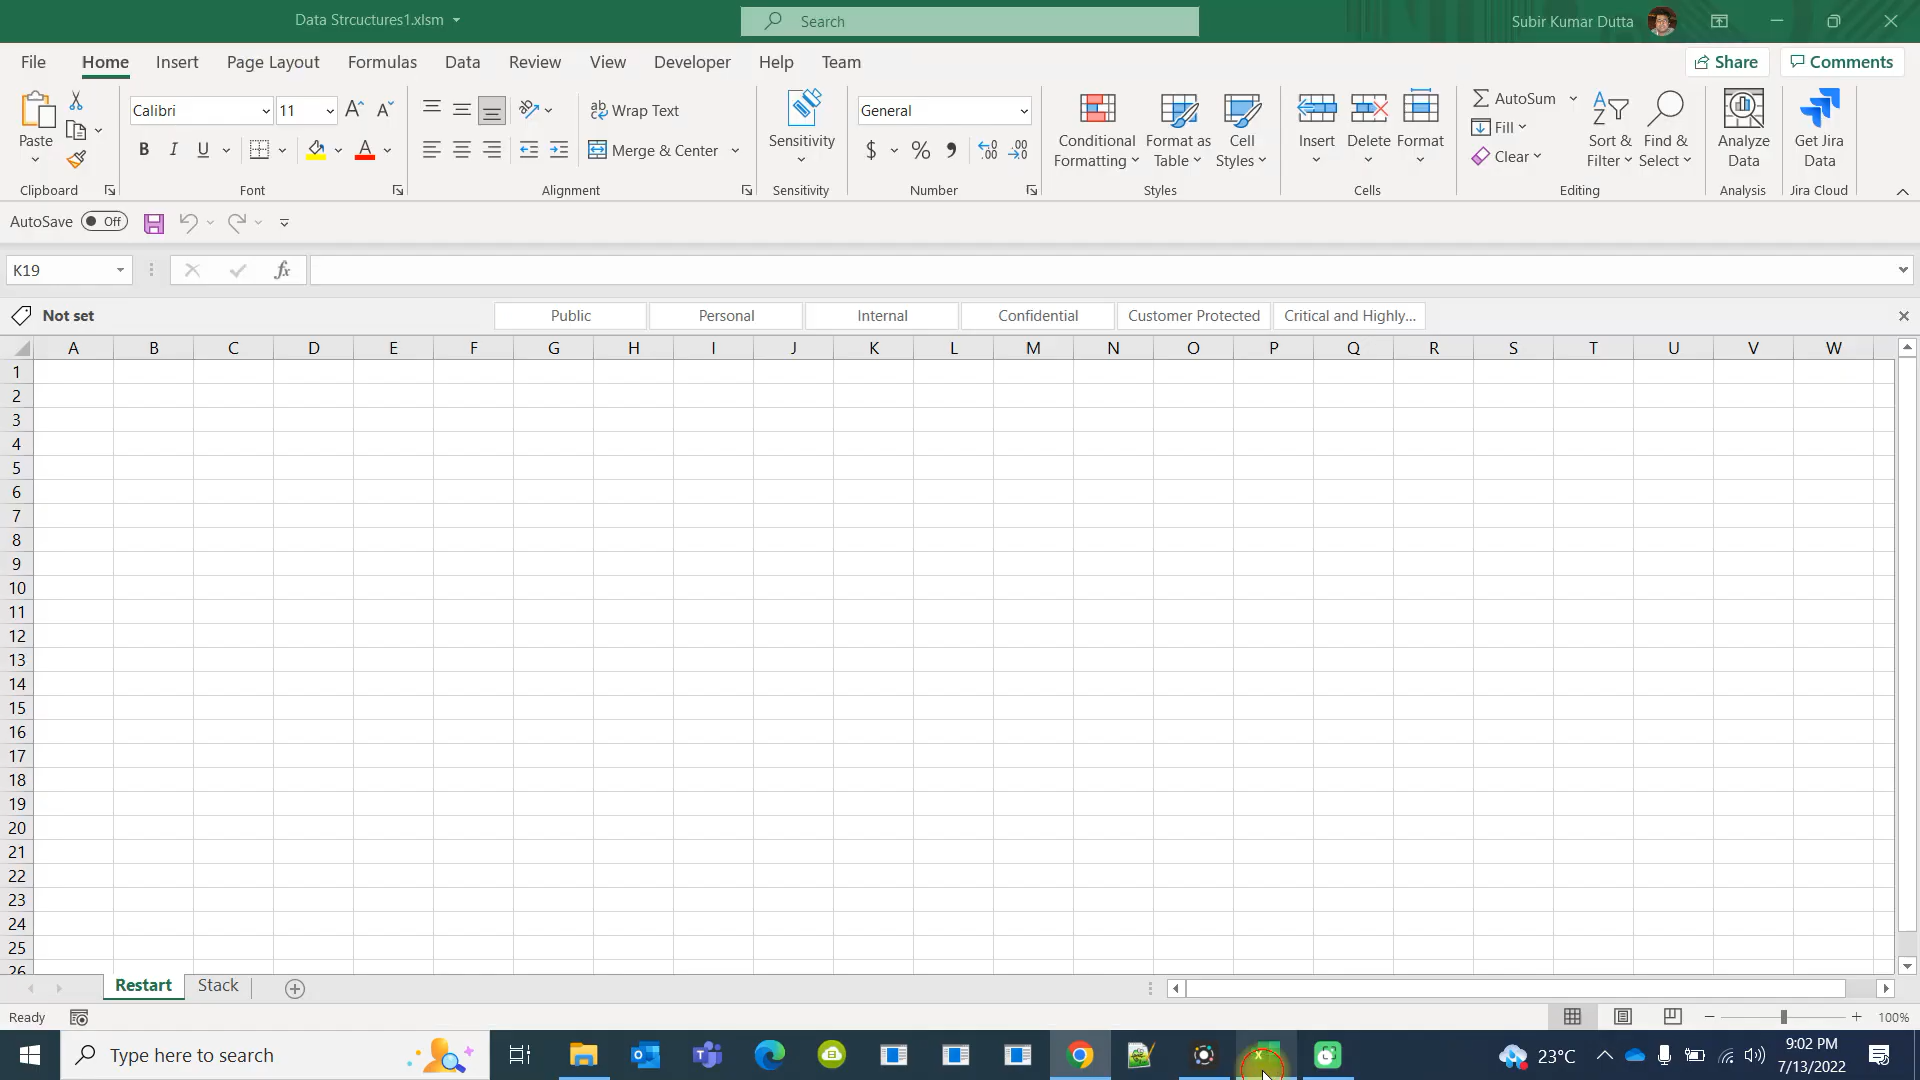 Data Strcuctures1.xlsm
Search
Subir Kumar Dutta
File Home Insert Page Layout Formulas Data Review View Developer Help Team
Share Comments
Paste
Clipboard
Calibri 11
B I U
Font
Wrap Text
Merge & Center
Alignment
Sensitivity
Sensitivity
General
$ % , .00 .00
Number
Conditional Formatting
Format as Table
Cell Styles
Styles
Insert Delete Format
Cells
AutoSum
Fill
Clear
Sort & Filter
Find & Select
Editing
Analyze Data
Analysis
Get Jira Data
Jira Cloud
AutoSave Off
K19 fx
Not set Public Personal Internal Confidential Customer Protected Critical and Highly...
A B C D E F G H I J K L M N O P Q R S T U V W
1
2
3
4
5
6
7
8
9
10
11
12
13
14
15
16
17
18
19
20
21
22
23
24
25
26
Restart Stack
Ready 100%
Type here to search
23°C
9:02 PM
7/13/2022